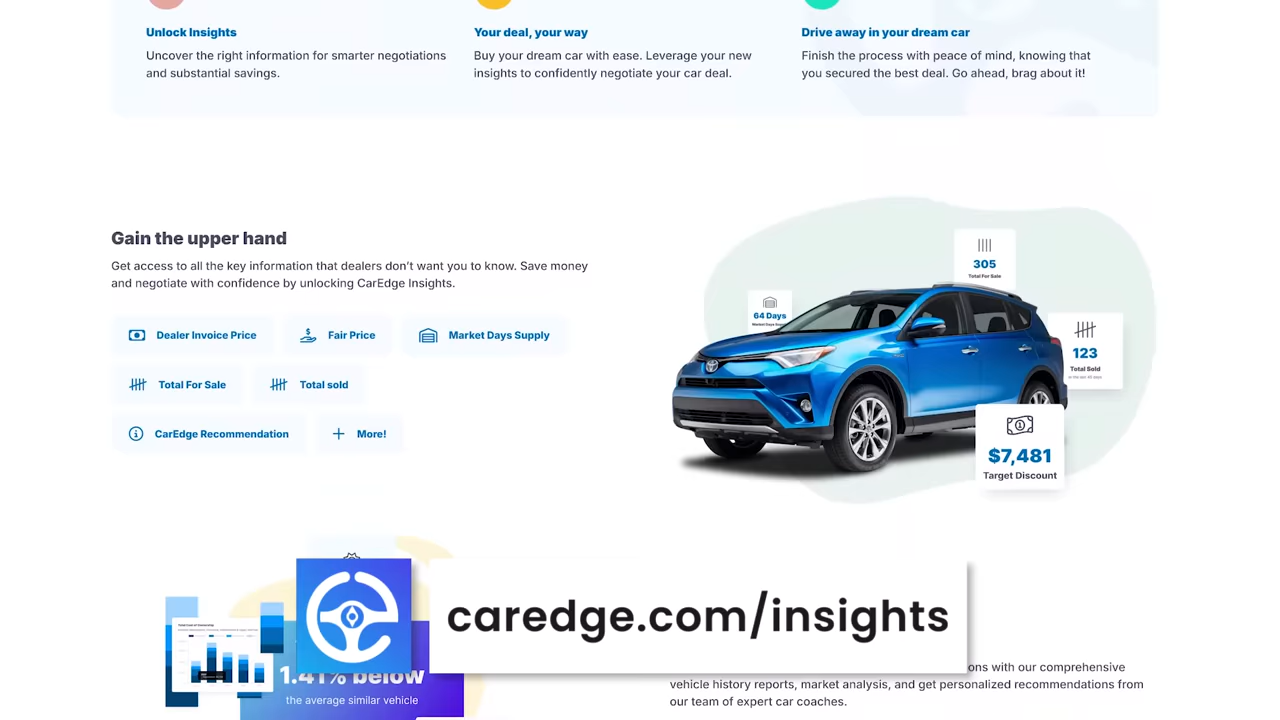 Unlock Insights
Uncover the right information for smarter negotiations
and substantial savings.
Your deal, your way
Buy your dream car with ease. Leverage your new
insights to confidently negotiate your car deal.
Drive away in your dream car
Finish the process with peace of mind, knowing that
you secured the best deal. Go ahead, brag about it!
Gain the upper hand
Get access to all the key information that dealers don’t want you to know. Save money
and negotiate with confidence by unlocking CarEdge Insights.
Dealer Invoice Price
Fair Price
Market Days Supply
Total For Sale
Total sold
CarEdge Recommendation
More!
305
Total For Sale
64 Days
Market Days
123
Total Sold
$7,481
Target Discount
caredge.com/insights
1.41% below
the average similar vehicle
ons with our comprehensive
vehicle history reports, market analysis, and get personalized recommendations from
our team of expert car coaches.